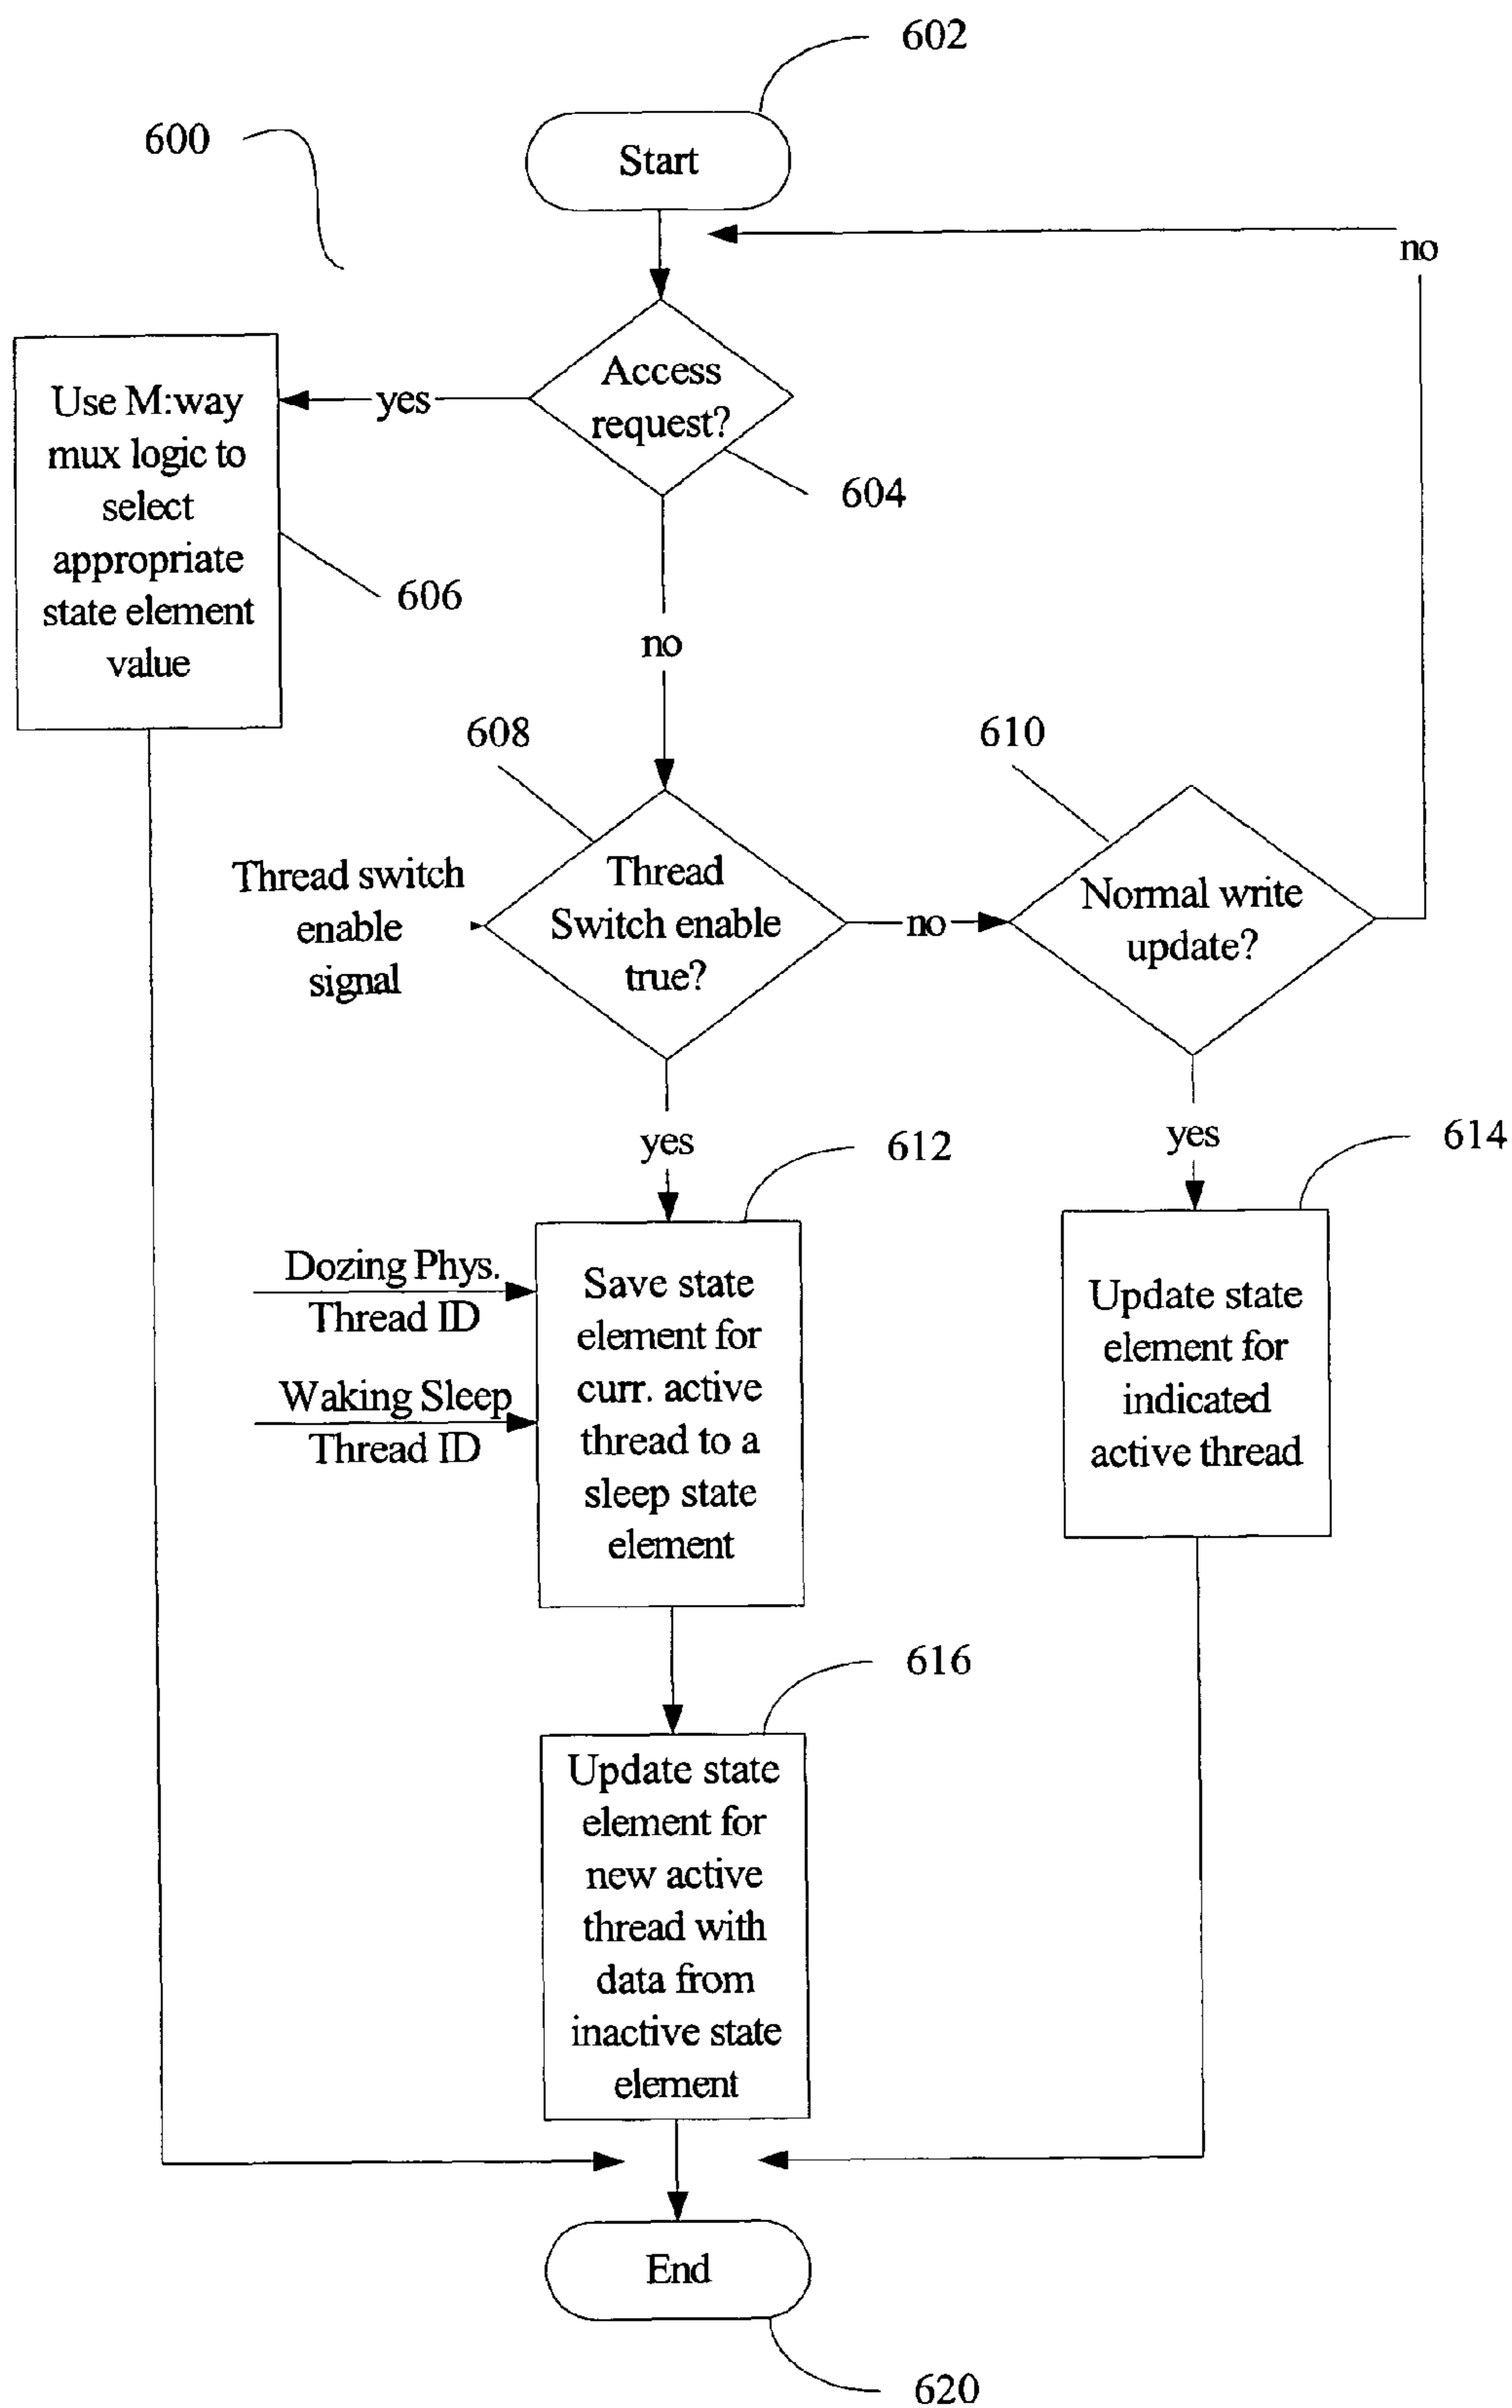 602
600
Start
no
Access
request?
yes
604
Use M:way
mux logic to
select
appropriate
state element
value
606
no
608
610
Thread switch
enable
signal
Thread
Switch enable
true?
no
Normal write
update?
yes
612
yes
614
Dozing Phys.
Thread ID
Waking Sleep
Thread ID
Save state
element for
curr. active
thread to a
sleep state
element
Update state
element for
indicated
active thread
616
Update state
element for
new active
thread with
data from
inactive state
element
End
620